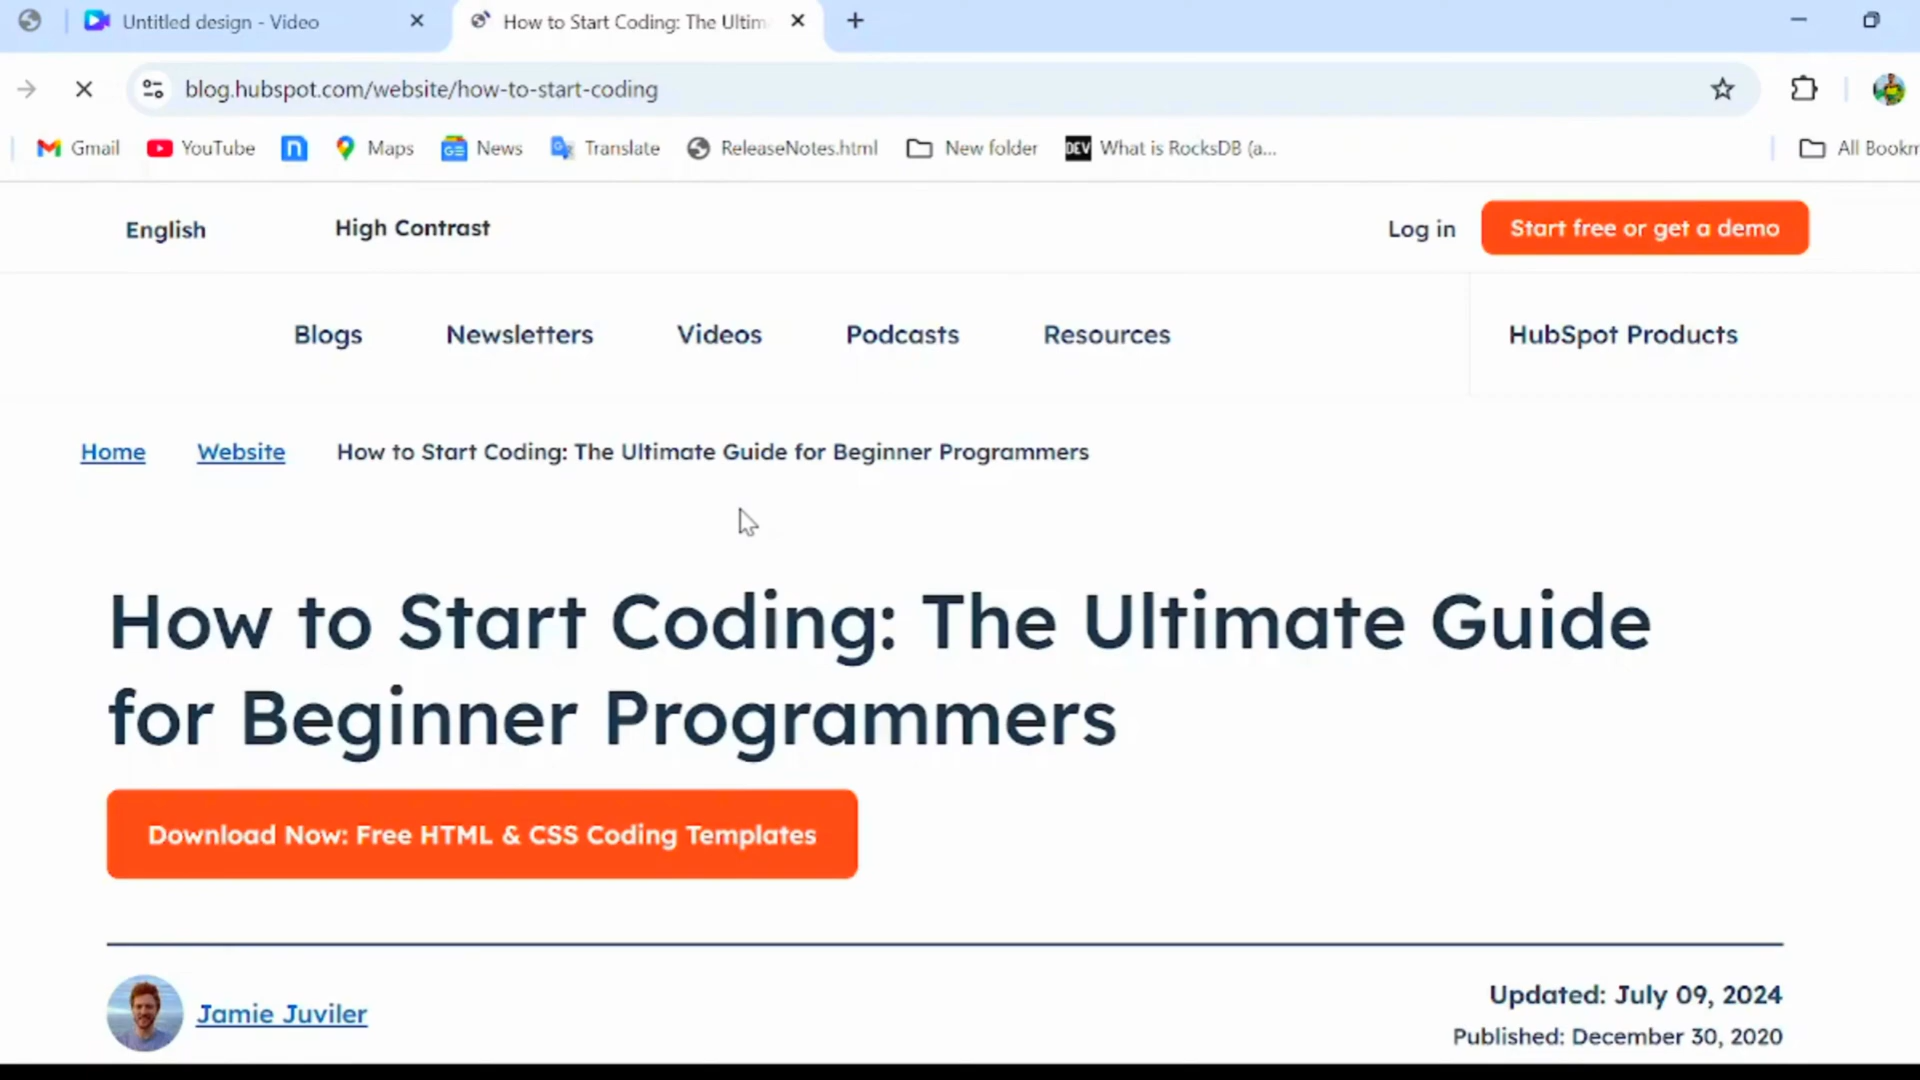 Untitled design - Video
How to Start Coding: The Ultim
blog.hubspot.com/website/how-to-start-coding
Gmail YouTube Maps News Translate ReleaseNotes.html New folder DEV What is RocksDB (a... All Bookm
English High Contrast Log in Start free or get a demo
Blogs Newsletters Videos Podcasts Resources HubSpot Products
Home Website How to Start Coding: The Ultimate Guide for Beginner Programmers
How to Start Coding: The Ultimate Guide
for Beginner Programmers
Download Now: Free HTML & CSS Coding Templates
Jamie Juviler
Updated: July 09, 2024
Published: December 30, 2020